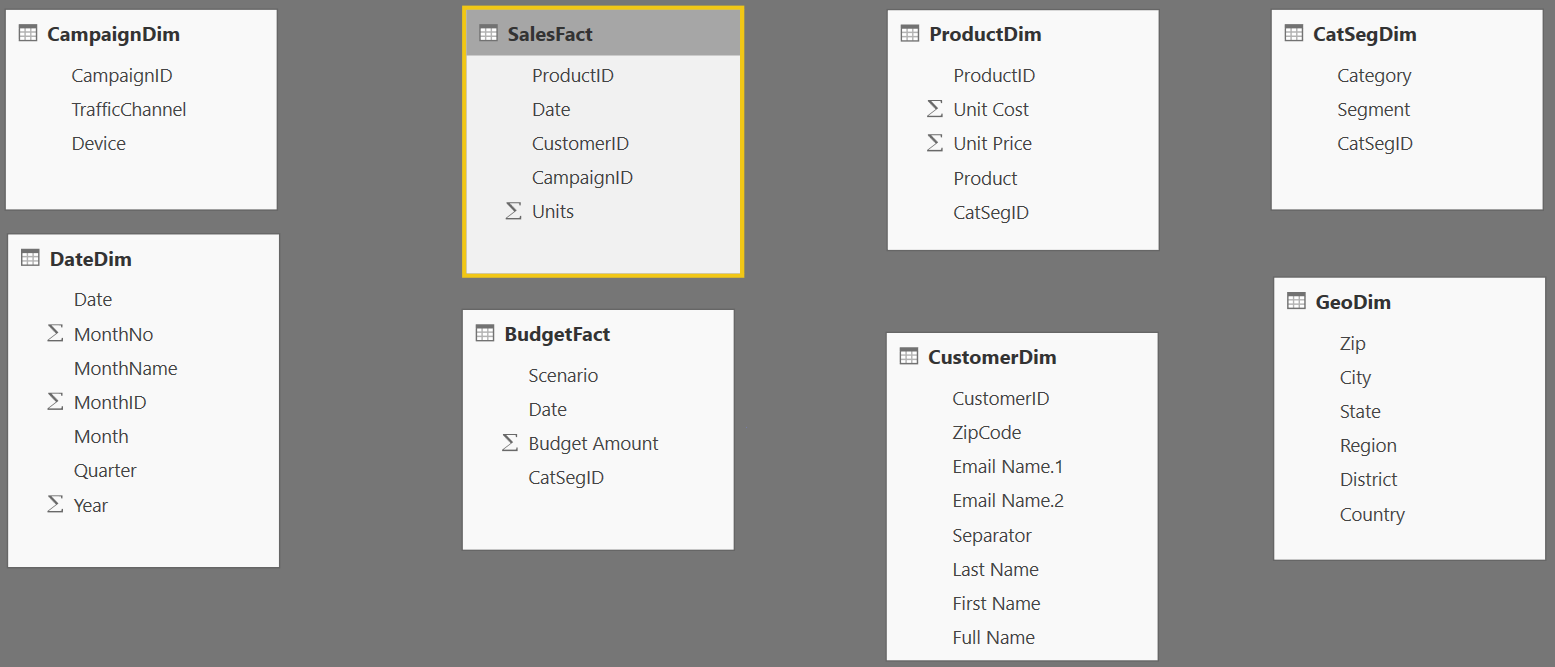 CampaignDim
CampaignID
TrafficChannel
Device
DateDim
Date
Σ MonthNo
MonthName
Σ MonthID
Month
Quarter
Σ Year
SalesFact
ProductID
Date
CustomerID
CampaignID
Σ Units
BudgetFact
Scenario
Date
Σ Budget Amount
CatSegID
ProductDim
ProductID
Σ Unit Cost
Σ Unit Price
Product
CatSegID
CustomerDim
CustomerID
ZipCode
Email Name.1
Email Name.2
Separator
Last Name
First Name
Full Name
CatSegDim
Category
Segment
CatSegID
GeoDim
Zip
City
State
Region
District
Country